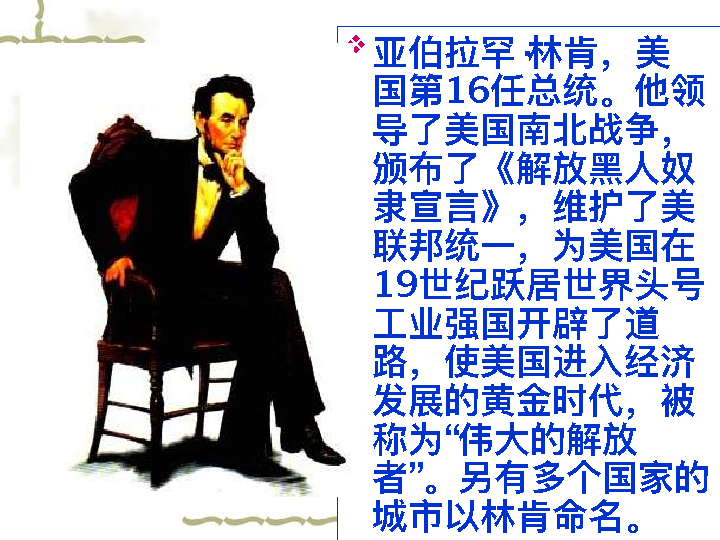 亚伯拉罕·林肯，美
国第16任总统。他领
导了美国南北战争，
颁布了《解放黑人奴
隶宣言》，维护了美
联邦统一，为美国在
19世纪跃居世界头号
工业强国开辟了道
路，使美国进入经济
发展的黄金时代，被
称为“伟大的解放
者”。另有多个国家的
城市以林肯命名。